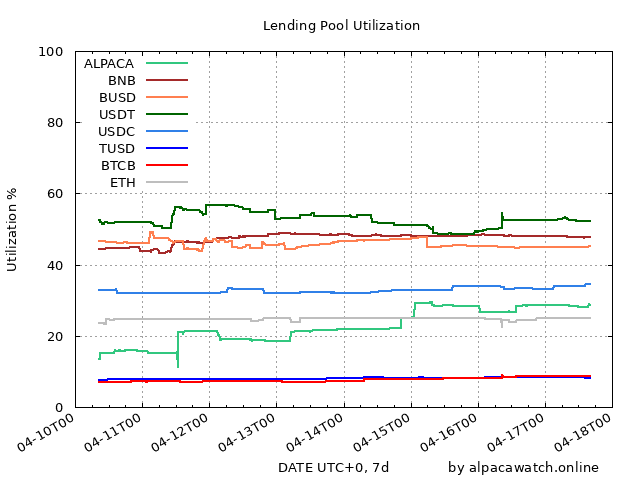 Lending Pool Utilization
100
80
60
40
20
0
Utilization %
ALPACA
BNB
BUSD
USDT
USDC
TUSD
BTCB
ETH
04-10T00
04-11T00
04-12T00
04-13T00
04-14T00
04-15T00
04-16T00
04-17T00
04-18T00
DATE UTC+0, 7d
by alpacawatch.online